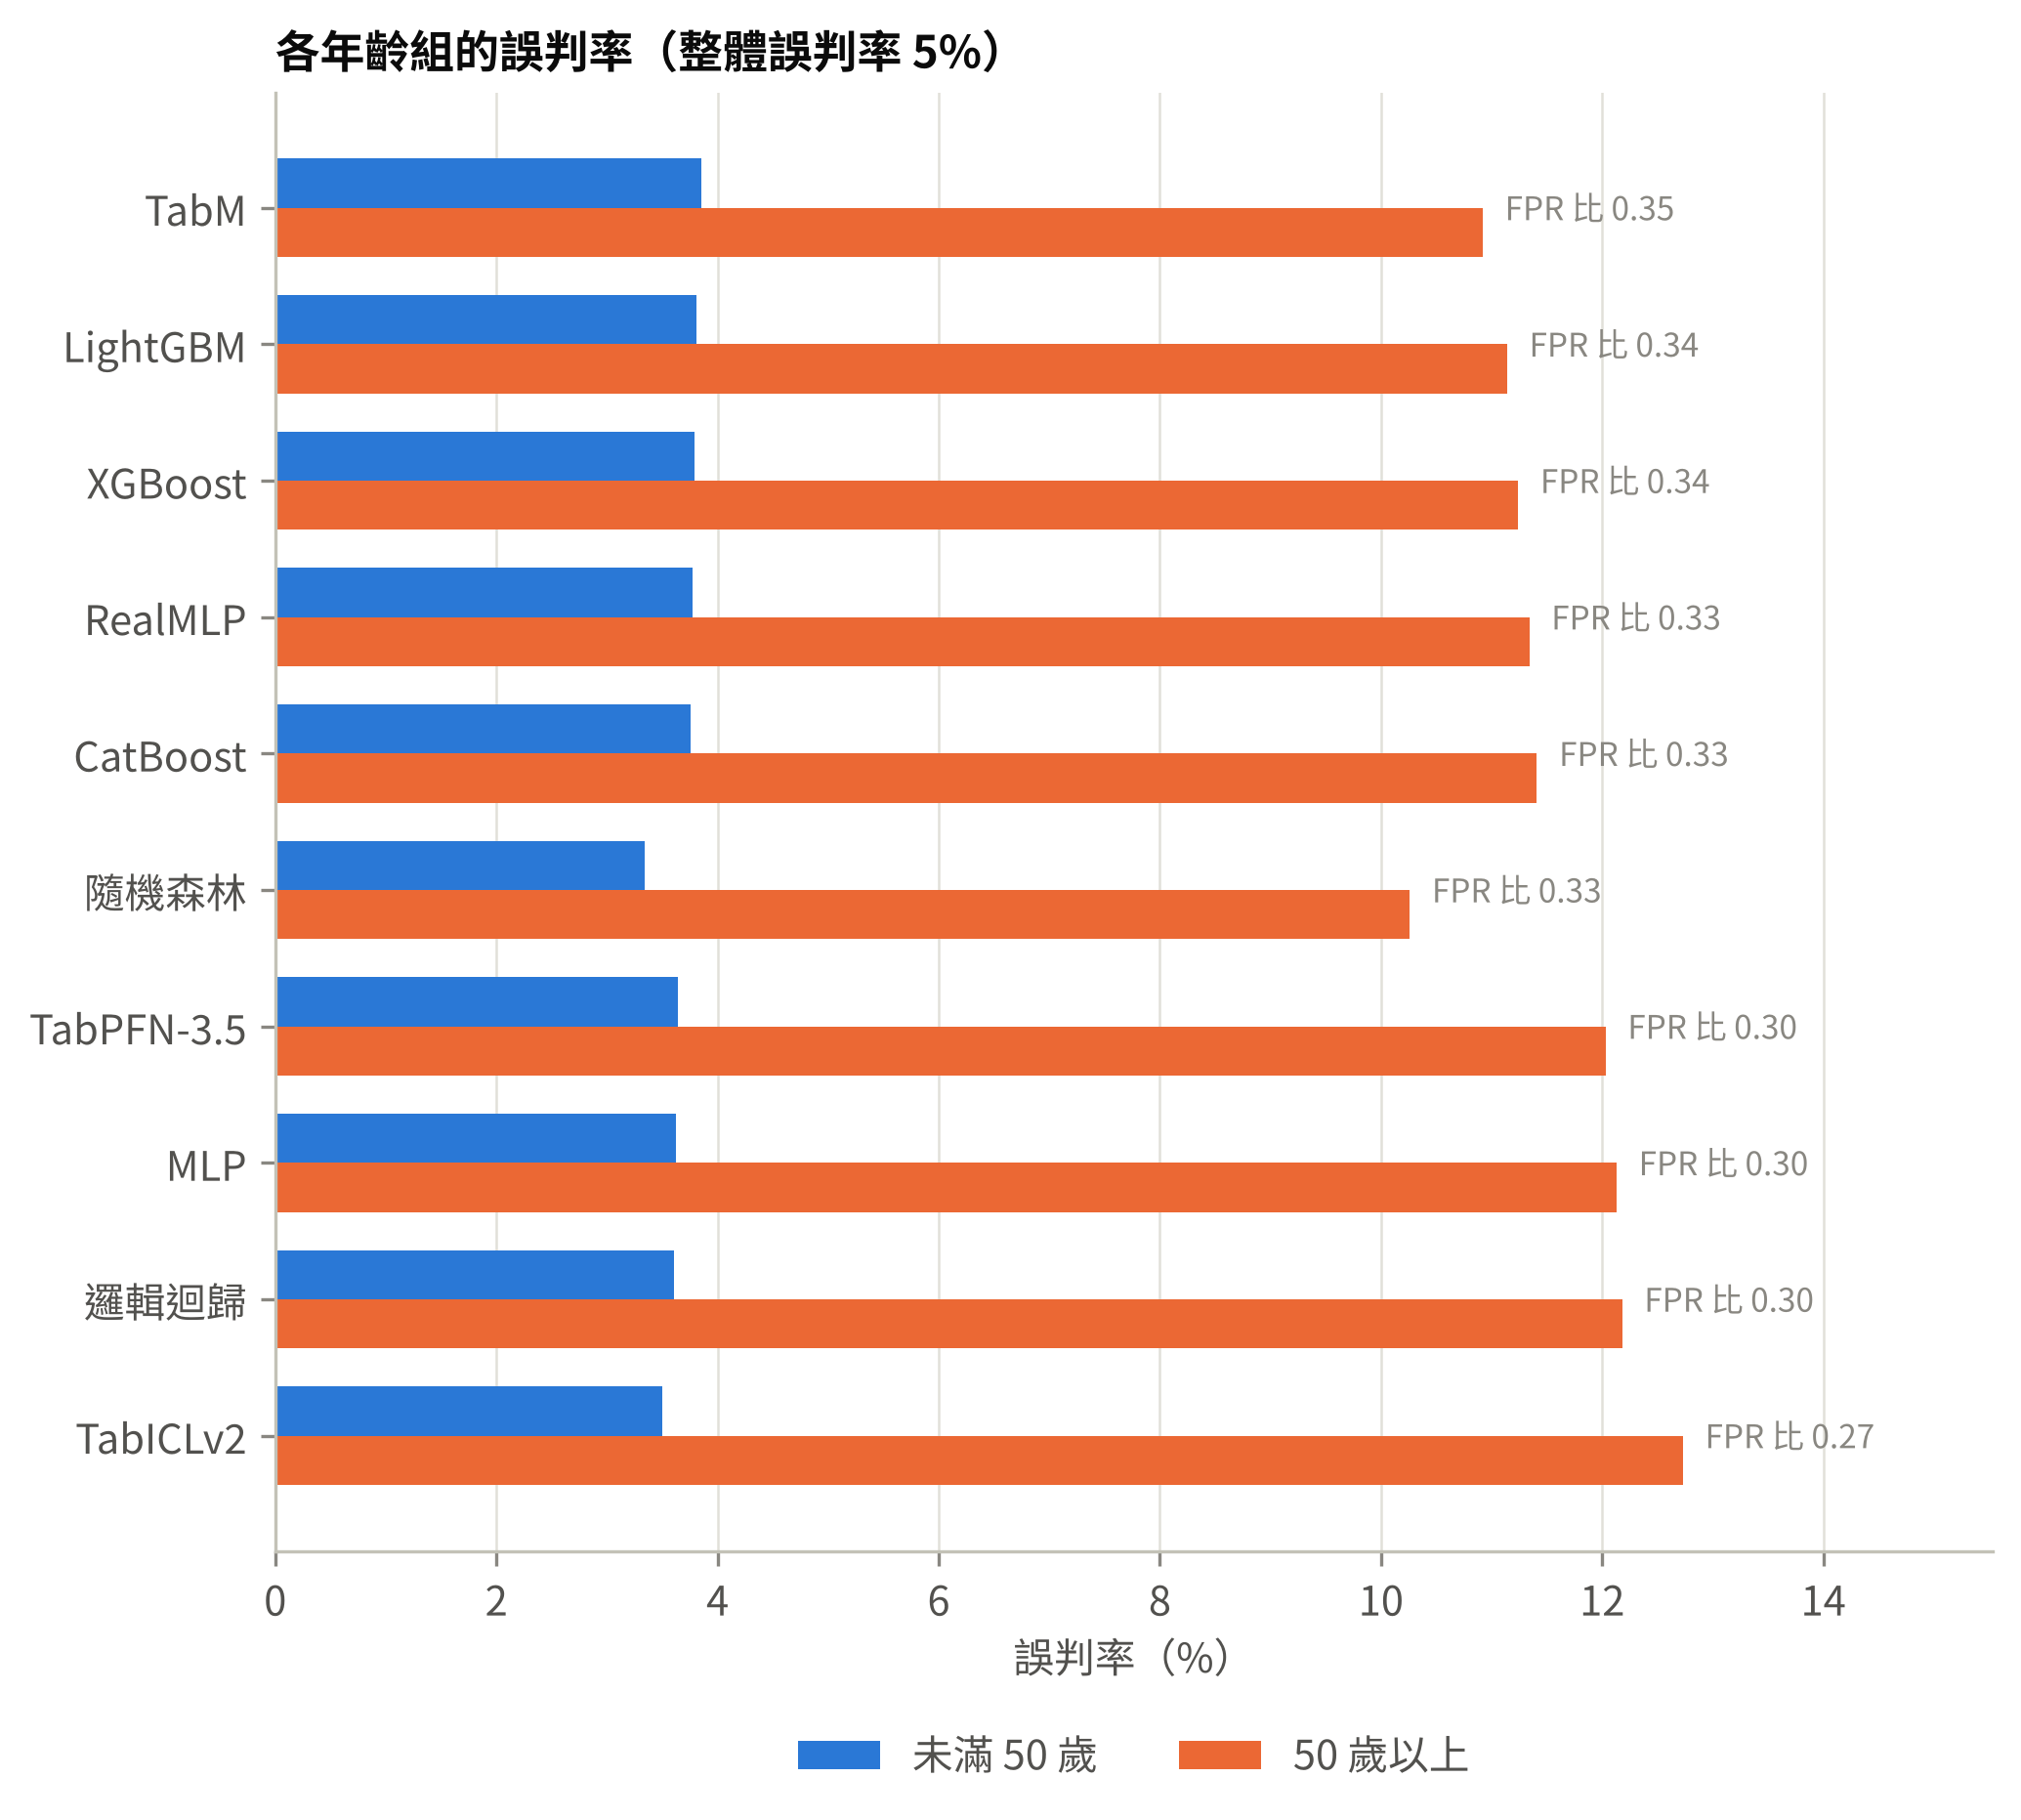 各年齡組的誤判率（整體誤判率 5%）
TabM
FPR 比 0.35
LightGBM
FPR 比 0.34
XGBoost
FPR 比 0.34
RealMLP
FPR 比 0.33
CatBoost
FPR 比 0.33
隨機森林
FPR 比 0.33
TabPFN-3.5
FPR 比 0.30
MLP
FPR 比 0.30
邏輯迴歸
FPR 比 0.30
TabICLv2
FPR 比 0.27
0 2 4 6 8 10 12 14
誤判率（%）
未滿 50 歲 50 歲以上